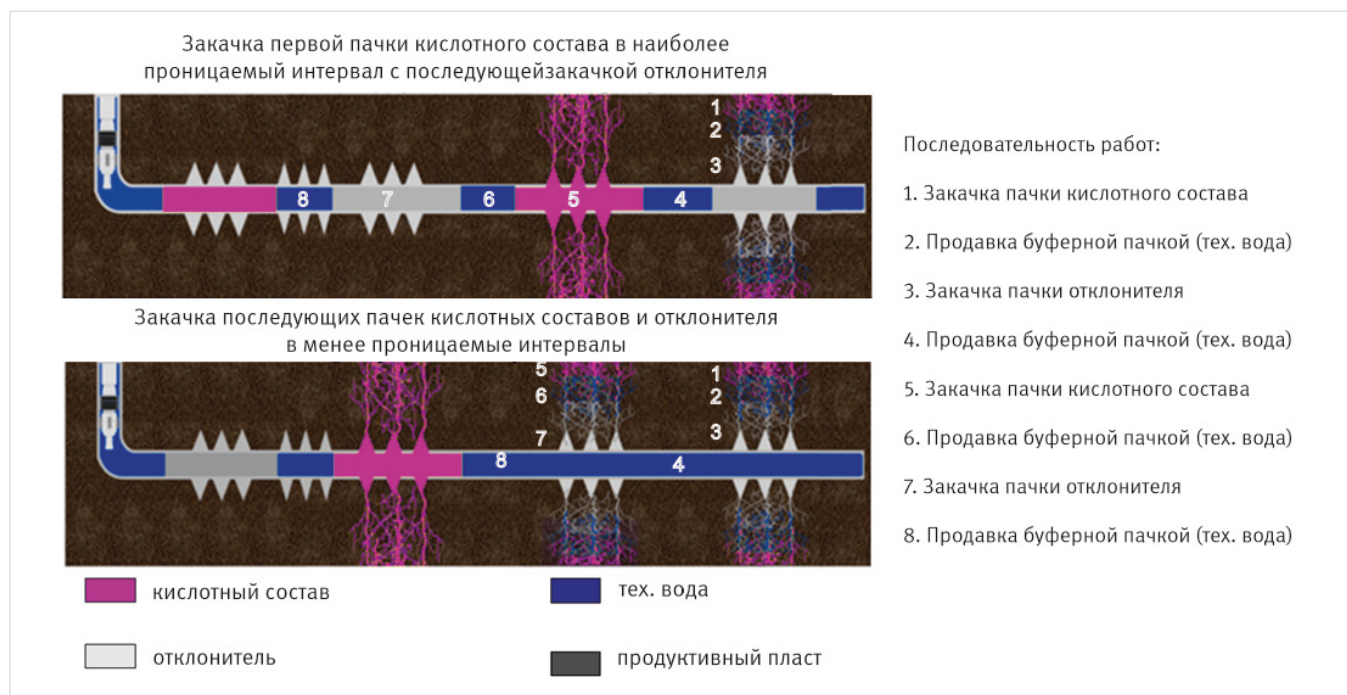 Закачка первой пачки кислотного состава в наиболее
проницаемый интервал с последующейзакачкой отклонителя
1
2
3
8
7
6
5
4
Закачка последующих пачек кислотных составов и отклонителя
в менее проницаемые интервалы
5
1
6
2
7
3
8
4
кислотный состав
тех. вода
отклонитель
продуктивный пласт
Последовательность работ:
1. Закачка пачки кислотного состава
2. Продавка буферной пачкой (тех. вода)
3. Закачка пачки отклонителя
4. Продавка буферной пачкой (тех. вода)
5. Закачка пачки кислотного состава
6. Продавка буферной пачкой (тех. вода)
7. Закачка пачки отклонителя
8. Продавка буферной пачкой (тех. вода)